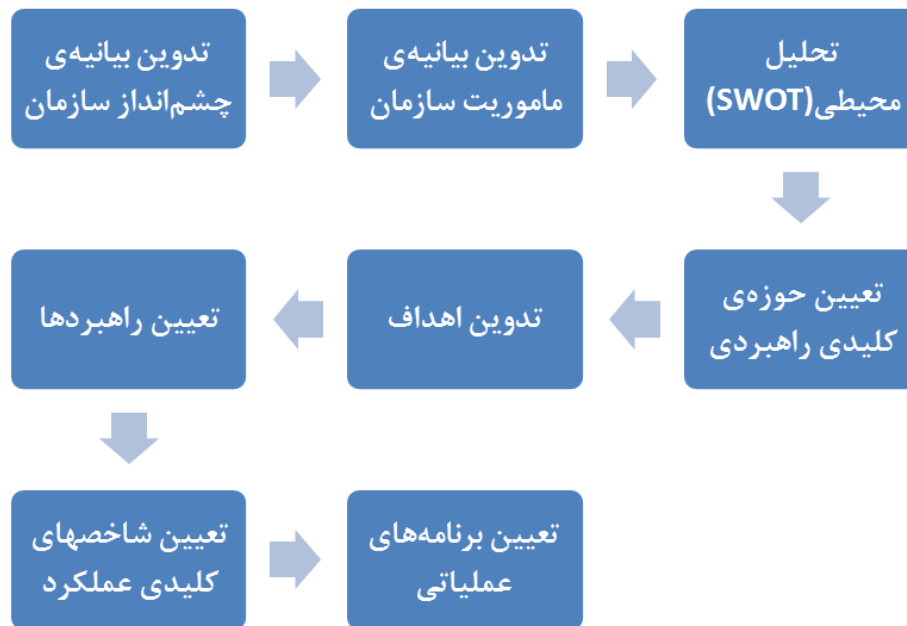 تدوین بیانیه‌ی
چشم‌انداز سازمان
تدوین بیانیه‌ی
ماموریت سازمان
تحلیل
محیطی(SWOT)
تعیین حوزه‌ی
کلیدی راهبردی
تدوین اهداف
تعیین راهبردها
تعیین شاخصهای
کلیدی عملکرد
تعیین برنامه‌های
عملیاتی